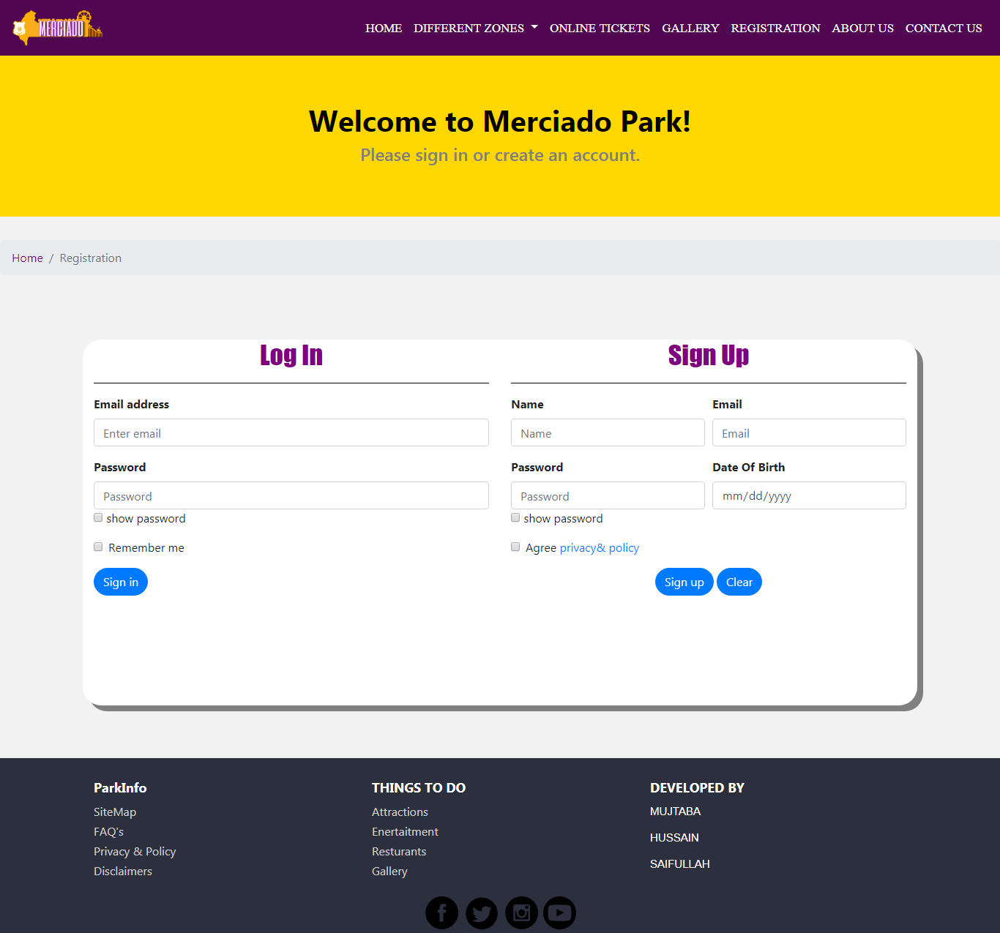 MERCIADO
HOME DIFFERENT ZONES ONLINE TICKETS GALLERY REGISTRATION ABOUT US CONTACT US
Welcome to Merciado Park!
Please sign in or create an account.
Home / Registration
Log In
Email address
Enter email
Password
Password
show password
Remember me
Sign in
Sign Up
Name Email
Name Email
Password Date Of Birth
Password mm/dd/yyyy
show password
Agree privacy& policy
Sign up Clear
ParkInfo
SiteMap
FAQ's
Privacy & Policy
Disclaimers
THINGS TO DO
Attractions
Enertaitment
Resturants
Gallery
DEVELOPED BY
MUJTABA
HUSSAIN
SAIFULLAH